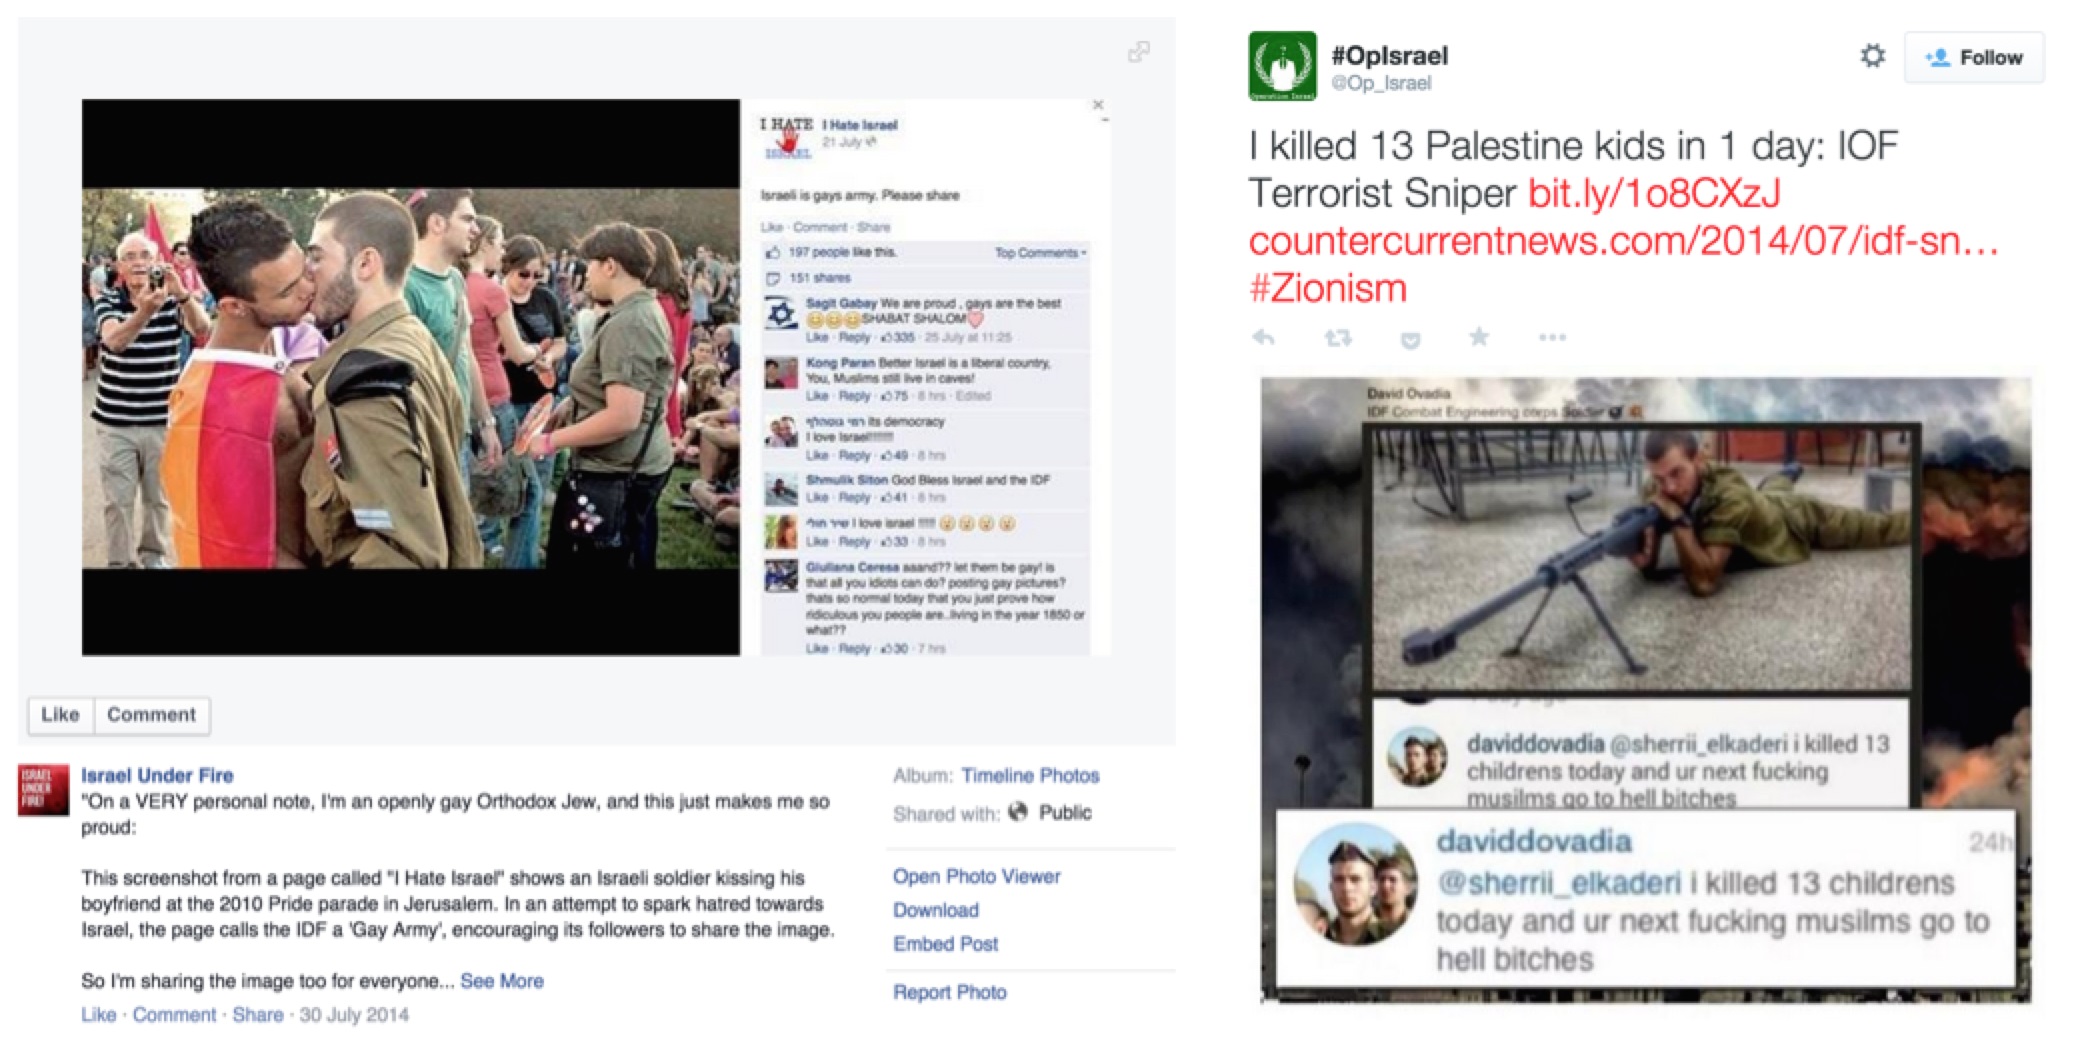 I HATE
ISRAEL
I Hate Israel
21 July
Israeli is gays army. Please share
Like · Comment · Share
197 people like this.
Top Comments
151 shares
Sagit Gabay We are proud , gays are the best
SHABAT SHALOM
Like · Reply · 335 · 25 July at 11:25
Kong Paran Better Israel is a liberal country,
You, Muslims still live in caves!
Like · Reply · 75 · 8 hrs · Edited
Its democracy
I love Israel!!!!!!!
Like · Reply · 49 · 8 hrs
Shmulik Siton God Bless Israel and the IDF
Like · Reply · 41 · 8 hrs
I love israel !!!!!
Like · Reply · 33 · 8 hrs
Giuliana Ceresa aaand?? let them be gay! is
that all you idiots can do? posting gay pictures?
thats so normal today that you just prove how
ridiculous you people are..living in the year 1850 or
what??
Like · Reply · 30 · 7 hrs
Like
Comment
ISRAEL
UNDER
FIRE!
Israel Under Fire
"On a VERY personal note, I'm an openly gay Orthodox Jew, and this just makes me so
proud:
This screenshot from a page called "I Hate Israel" shows an Israeli soldier kissing his
boyfriend at the 2010 Pride parade in Jerusalem. In an attempt to spark hatred towards
Israel, the page calls the IDF a 'Gay Army', encouraging its followers to share the image.
So I'm sharing the image too for everyone... See More
Like · Comment · Share · 30 July 2014
Album: Timeline Photos
Shared with: Public
Open Photo Viewer
Download
Embed Post
Report Photo
Operation Israel
#OpIsrael
@Op_Israel
Follow
I killed 13 Palestine kids in 1 day: IOF
Terrorist Sniper bit.ly/1o8CXzJ
countercurrentnews.com/2014/07/idf-sn…
#Zionism
David Ovadia
IDF Combat Engineering corps Soldier
daviddovadia @sherrii_elkaderi i killed 13
childrens today and ur next fucking
musilms go to hell bitches
daviddovadia
24h
@sherrii_elkaderi i killed 13 childrens
today and ur next fucking musilms go to
hell bitches